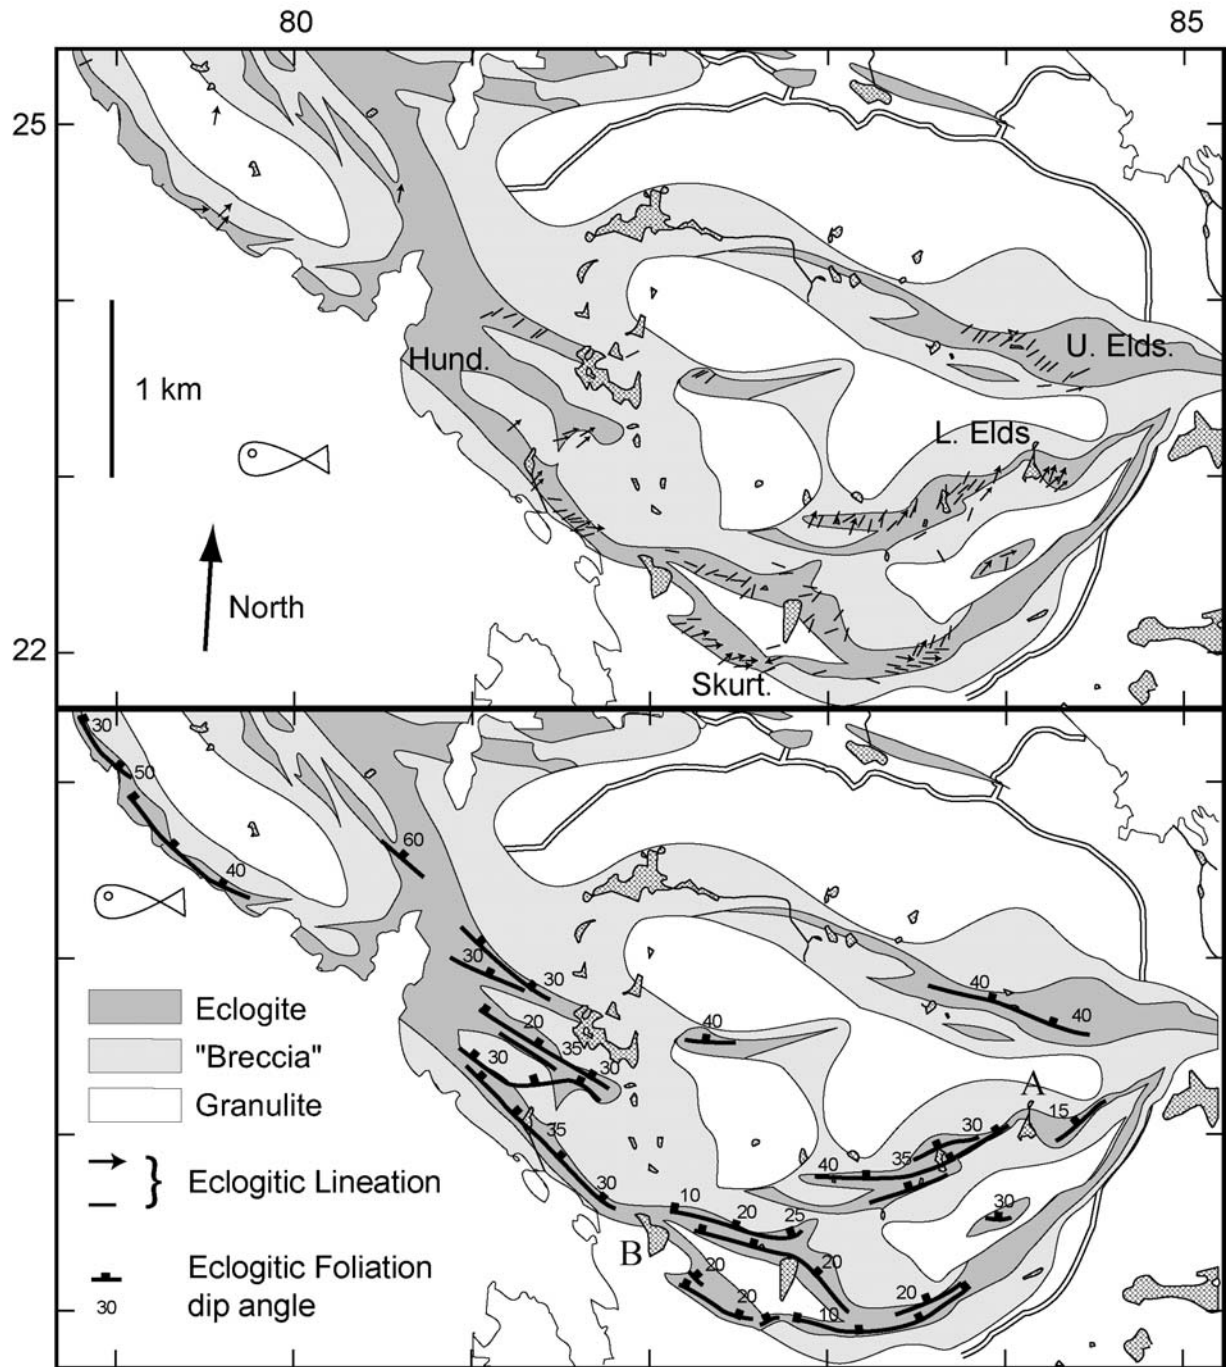 80 85
25
U. Elds.
Hund.
1 km
L. Elds.
North
22
Skurt.
30
50
60
40
30
30
40
40
20
40
Eclogite
35
30
30
"Breccia"
A
Granulite
15
30
35
35
40
Eclogitic Lineation
30
10
30
20
25
B
20
20
20
Eclogitic Foliation
20
10
dip angle
30